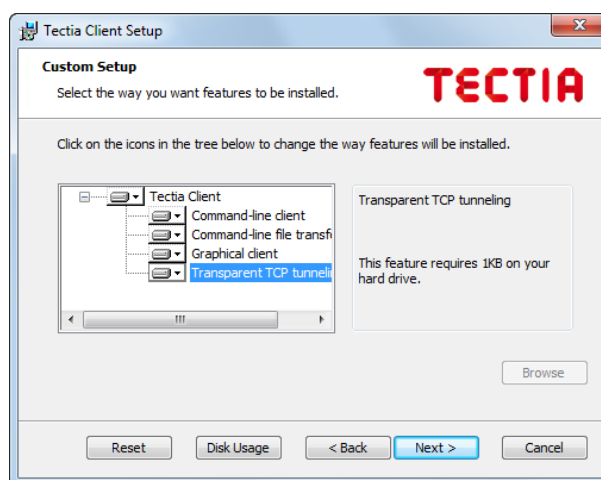 Tectia Client Setup
Custom Setup
Select the way you want features to be installed.
TECTIA
Click on the icons in the tree below to change the way features will be installed.
Tectia Client
Command-line client
Command-line file transf
Graphical client
Transparent TCP tunneli
Transparent TCP tunneling
This feature requires 1KB on your
hard drive.
Browse
Reset
Disk Usage
< Back
Next >
Cancel